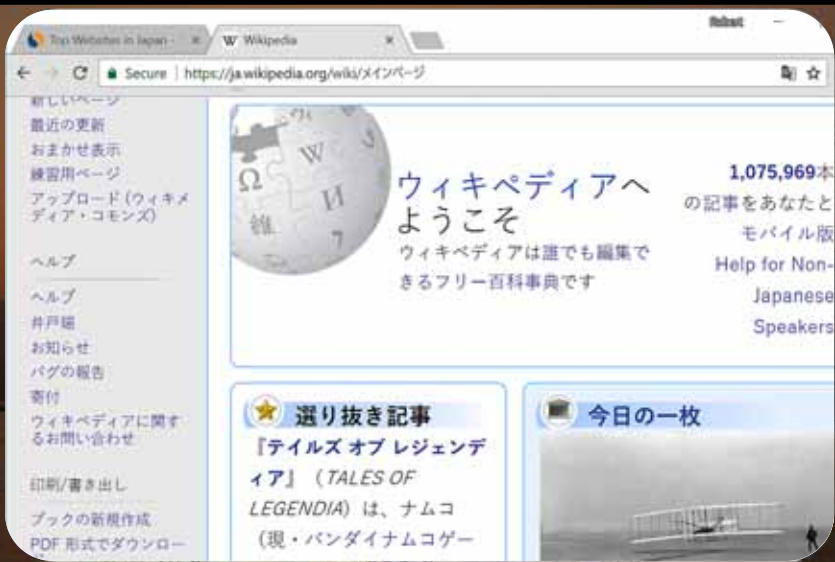 Top Websites in Japan -
W Wikipedia
Secure | https://ja.wikipedia.org/wiki/メインページ
新しいページ
最近の更新
おまかせ表示
練習用ページ
アップロード (ウィキメ
ディア・コモンズ)
ヘルプ
ヘルプ
井戸端
お知らせ
バグの報告
寄付
ウィキペディアに関す
るお問い合わせ
印刷/書き出し
ブックの新規作成
PDF 形式でダウンロー
Ω W И 維 7
ウィキペディアへ
ようこそ
ウィキペディアは誰でも編集で
きるフリー百科事典です
1,075,969本
の記事をあなたと
モバイル版
Help for Non-
Japanese
Speakers
選り抜き記事
『テイルズ オブ レジェンデ
ィア』（TALES OF
LEGENDIA）は、ナムコ
（現・バンダイナムコゲー
今日の一枚